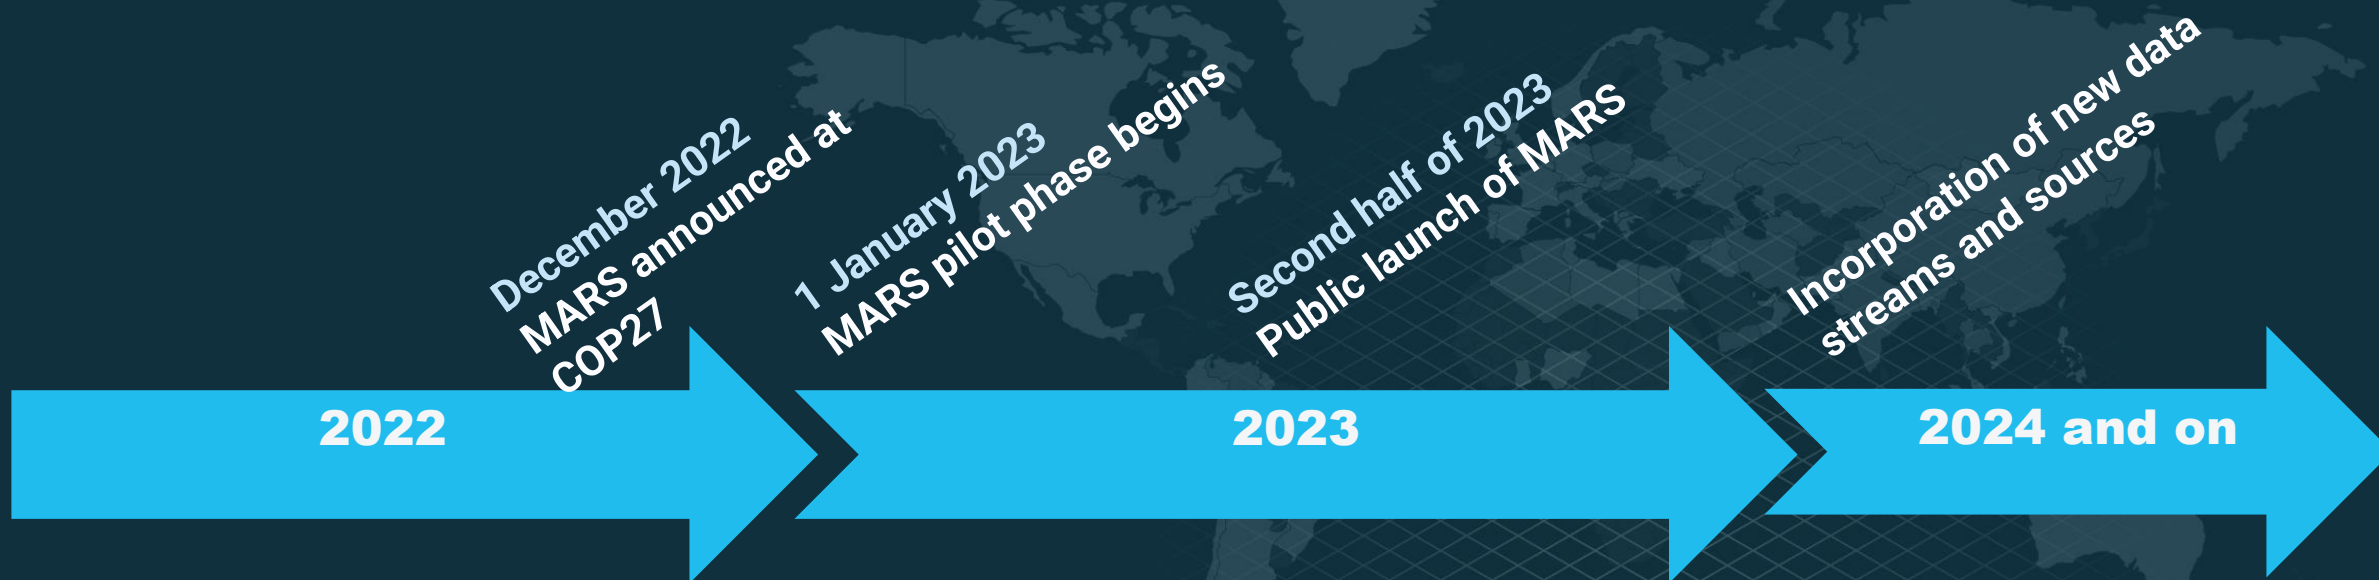 December 2022
MARS announced at
COP27
1 January 2023
MARS pilot phase begins
Second half of 2023
Public launch of MARS
Incorporation of new data
streams and sources
2022
2023
2024 and on